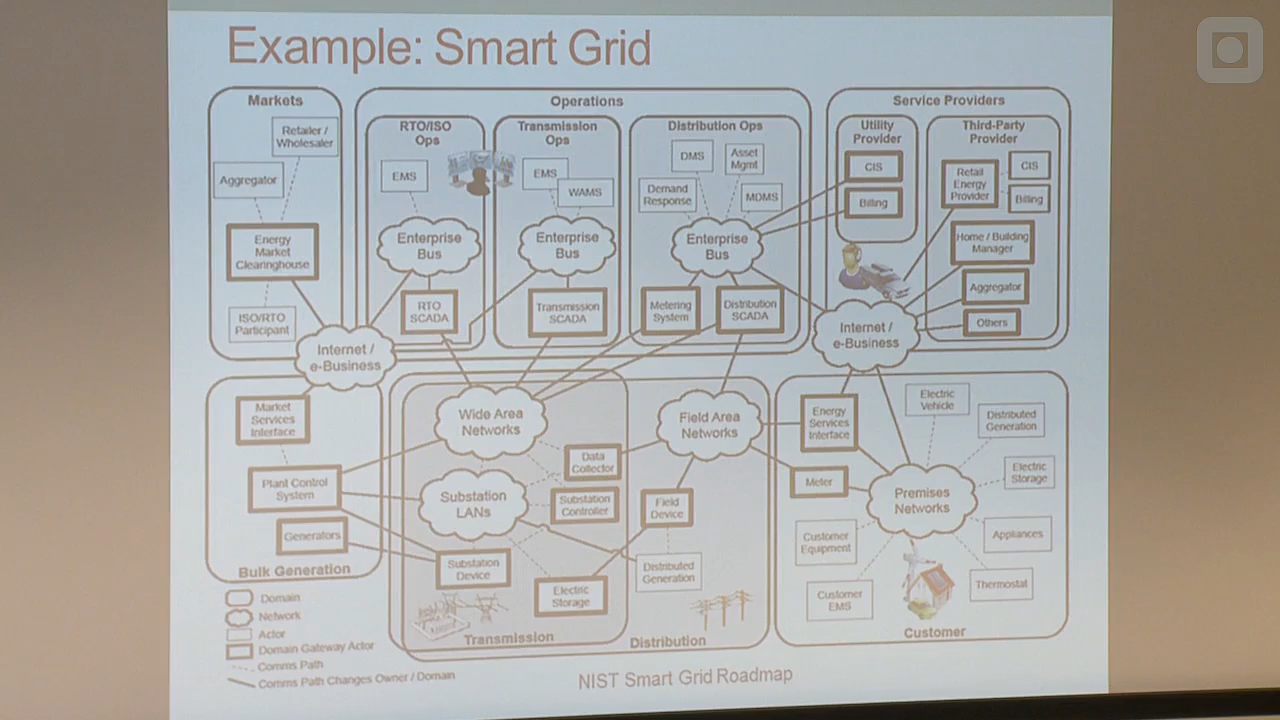 Example: Smart Grid
Markets
Retailer /
Wholesaler
Aggregator
Energy
Market
Clearinghouse
ISO/RTO
Participant
Internet /
e-Business
Operations
RTO/ISO
Ops
EMS
Enterprise
Bus
RTO
SCADA
Transmission
Ops
EMS
WAMS
Enterprise
Bus
Transmission
SCADA
Distribution Ops
DMS
Asset
Mgmt
Demand
Response
MDMS
Enterprise
Bus
Metering
System
Distribution
SCADA
Service Providers
Utility
Provider
CIS
Billing
Third-Party
Provider
Retail
Energy
Provider
CIS
Billing
Home / Building
Manager
Aggregator
Others
Internet /
e-Business
Market
Services
Interface
Plant Control
System
Generators
Bulk Generation
Wide Area
Networks
Substation
LANs
Data
Collector
Substation
Controller
Substation
Device
Electric
Storage
Transmission
Field Area
Networks
Field
Device
Distributed
Generation
Distribution
Energy
Services
Interface
Meter
Electric
Vehicle
Distributed
Generation
Electric
Storage
Premises
Networks
Appliances
Customer
Equipment
Thermostat
Customer
EMS
Customer
Domain
Network
Actor
Domain Gateway Actor
Comms Path
Comms Path Changes Owner / Domain
NIST Smart Grid Roadmap